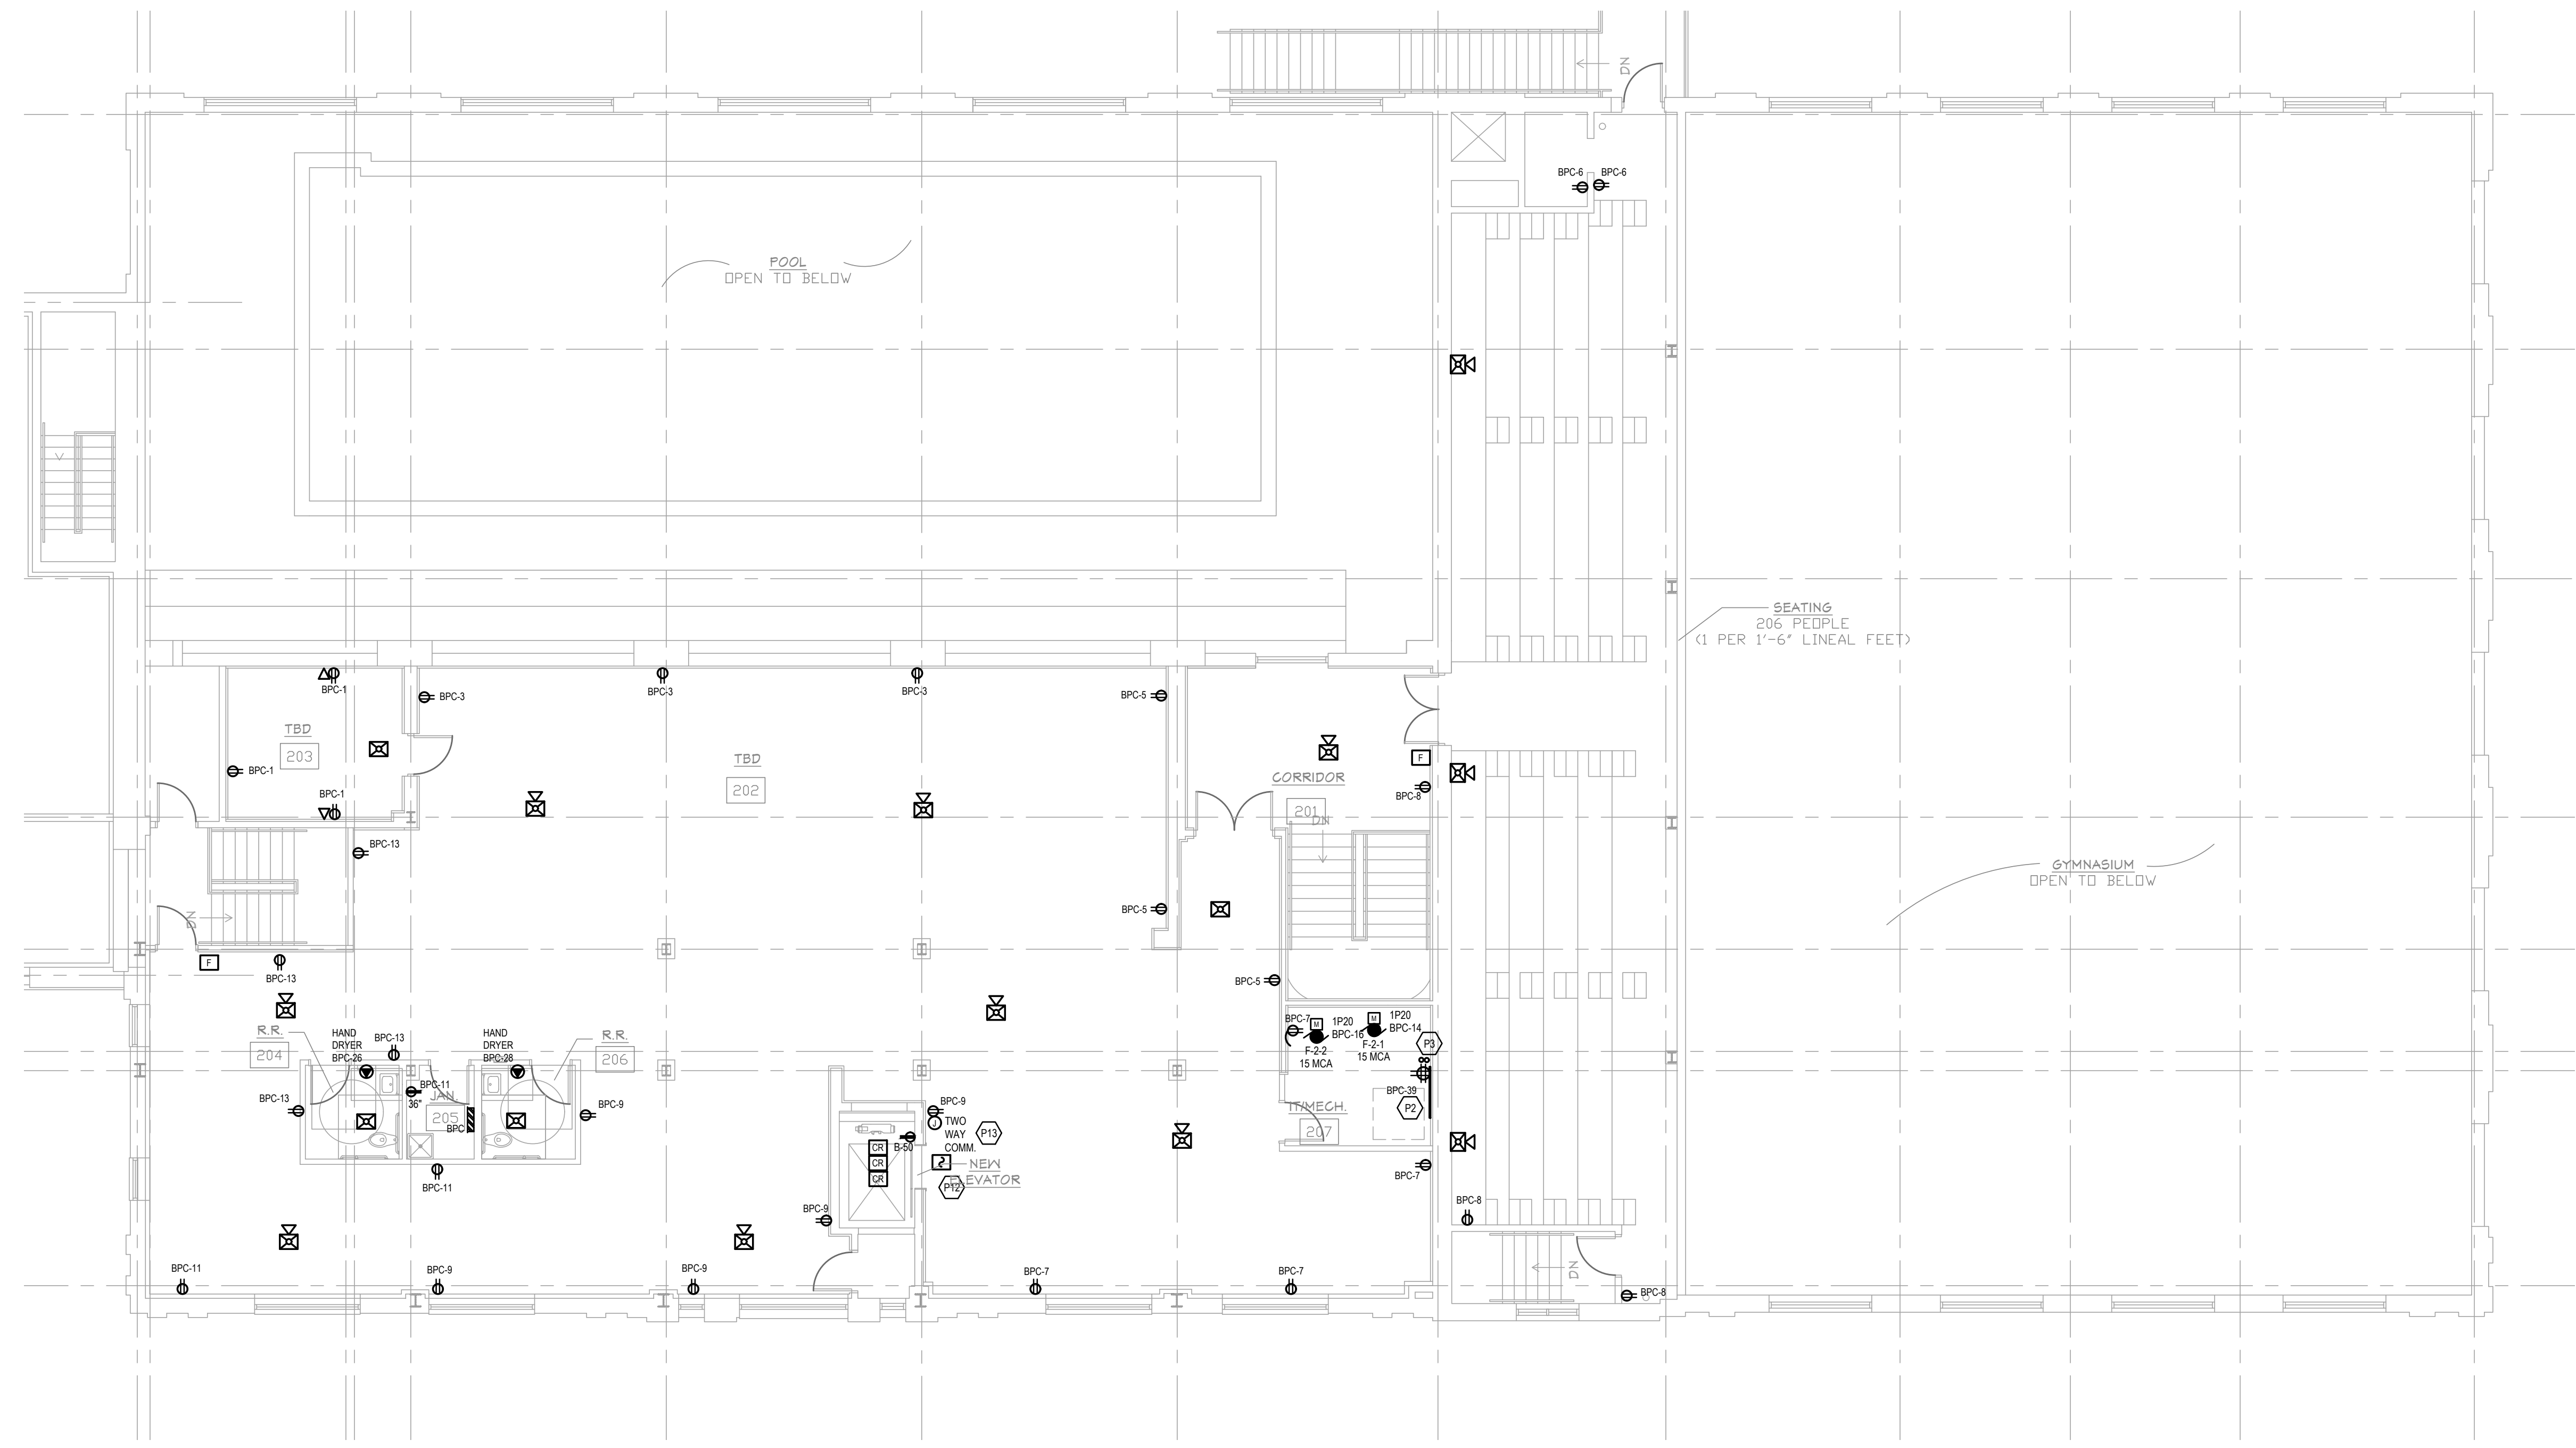 DN
BPC-6
BPC-6
POOL
OPEN TO BELOW
SEATING
206 PEOPLE
(1 PER 1'-6" LINEAL FEET)
BPC-1
BPC-3
BPC-3
BPC-3
BPC-5
TBD
203
BPC-1
TBD
202
CORRIDOR
201
DN
F
BPC-8
BPC-1
BPC-13
GYMNASIUM
OPEN TO BELOW
DN
F
BPC-13
BPC-5
BPC-5
R.R.
204
HAND
DRYER
BPC-26
BPC-13
HAND
DRYER
BPC-28
R.R.
206
BPC-7
M
1P20
BPC-16
F-2-2
15 MCA
M
1P20
BPC-14
F-2-1
15 MCA
P3
BPC-39
P2
IT/MECH.
207
BPC-13
BPC-11
36"
JAN.
205
BPC
BPC-9
BPC-9
J
TWO
WAY
COMM.
P13
B-50
CR
CR
CR
NEW
ELEVATOR
P12
BPC-11
BPC-9
BPC-7
BPC-8
BPC-11
BPC-9
BPC-9
BPC-7
BPC-7
DN
BPC-8